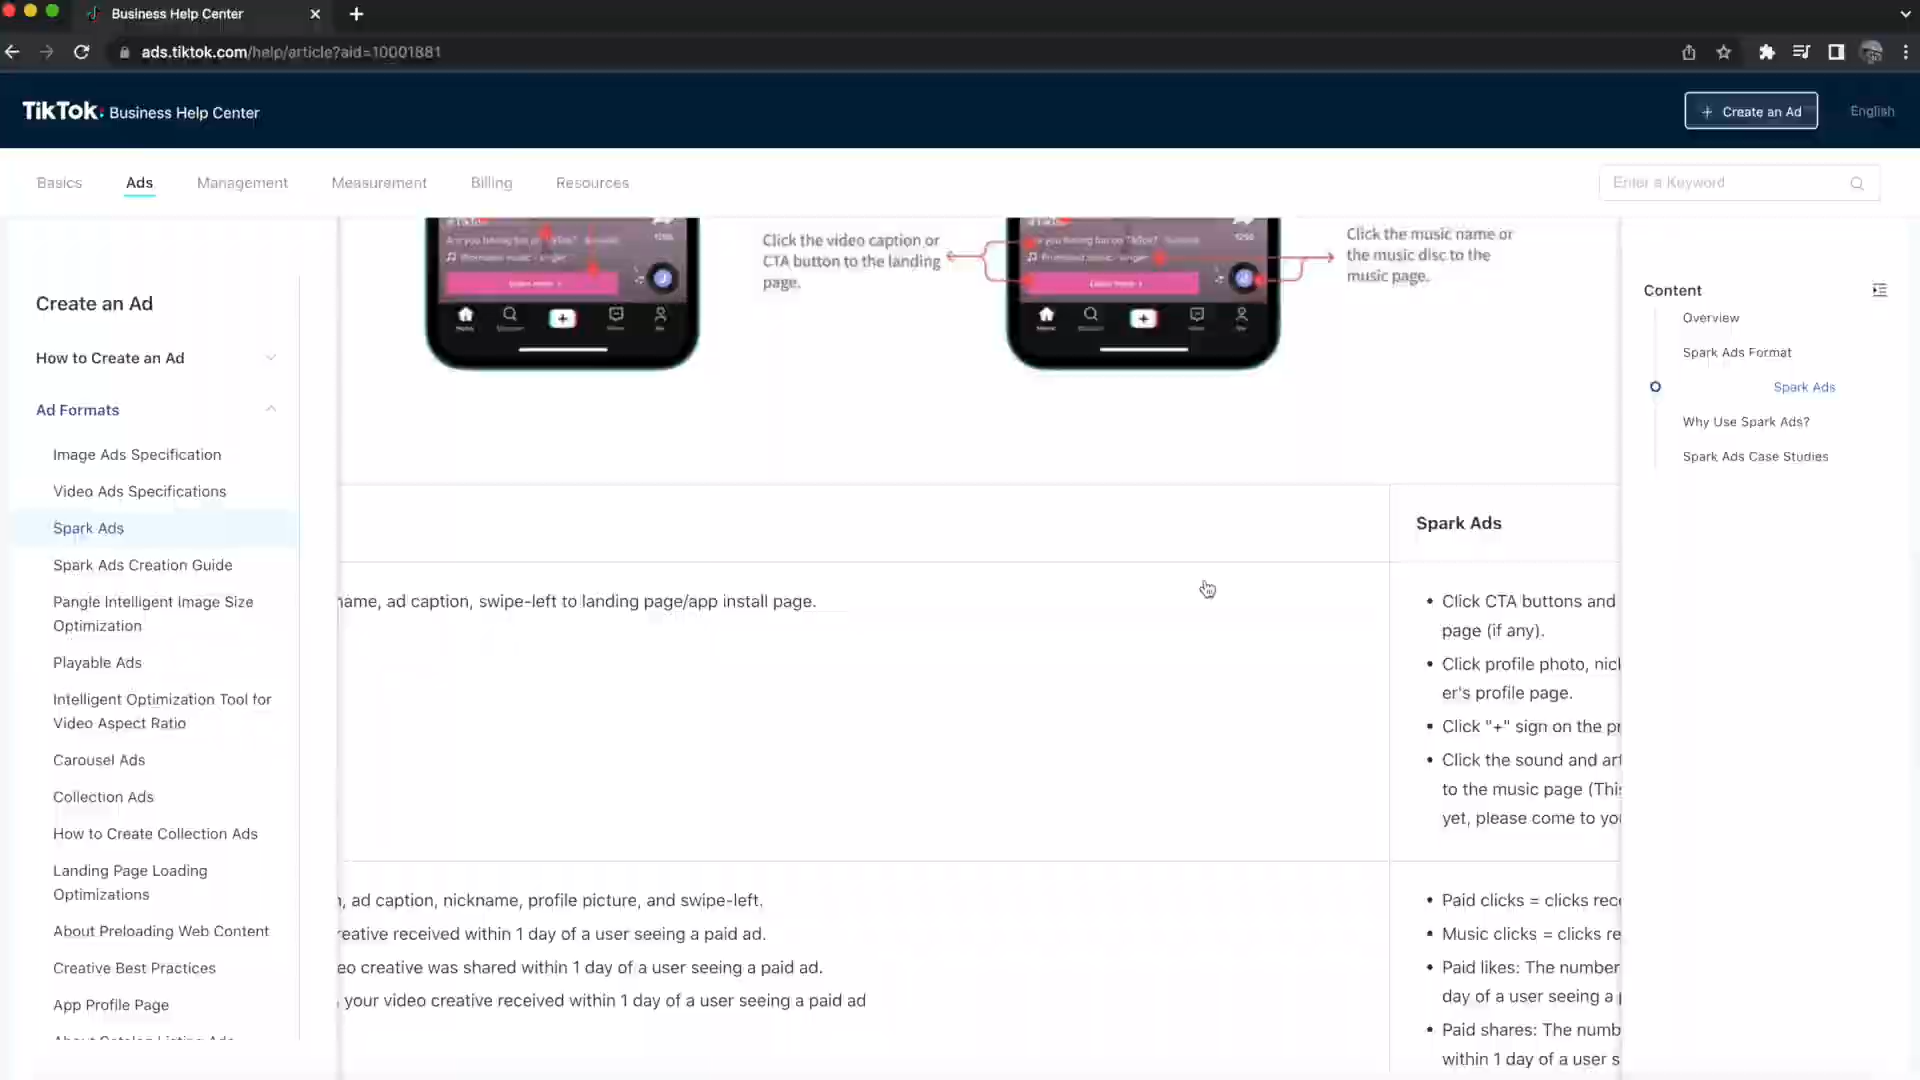 Business Help Center
ads.tiktok.com/help/article?aid=10001881
TikTok: Business Help Center
+ Create an Ad
English
Basics
Ads
Management
Measurement
Billing
Resources
Enter a Keyword
Create an Ad
How to Create an Ad
Ad Formats
Image Ads Specification
Video Ads Specifications
Spark Ads
Spark Ads Creation Guide
Pangle Intelligent Image Size
Optimization
Playable Ads
Intelligent Optimization Tool for
Video Aspect Ratio
Carousel Ads
Collection Ads
How to Create Collection Ads
Landing Page Loading
Optimizations
About Preloading Web Content
Creative Best Practices
App Profile Page
Click the video caption or
CTA button to the landing
page.
Click the music name or
the music disc to the
music page.
Spark Ads
name, ad caption, swipe-left to landing page/app install page.
• Click CTA buttons and
page (if any).
• Click profile photo, nick
er's profile page.
• Click "+" sign on the pr
• Click the sound and art
to the music page (This
yet, please come to you
, ad caption, nickname, profile picture, and swipe-left.
reative received within 1 day of a user seeing a paid ad.
eo creative was shared within 1 day of a user seeing a paid ad.
your video creative received within 1 day of a user seeing a paid ad
• Paid clicks = clicks rece
• Music clicks = clicks re
• Paid likes: The number
day of a user seeing a
• Paid shares: The numb
within 1 day of a user s
Content
Overview
Spark Ads Format
Spark Ads
Why Use Spark Ads?
Spark Ads Case Studies